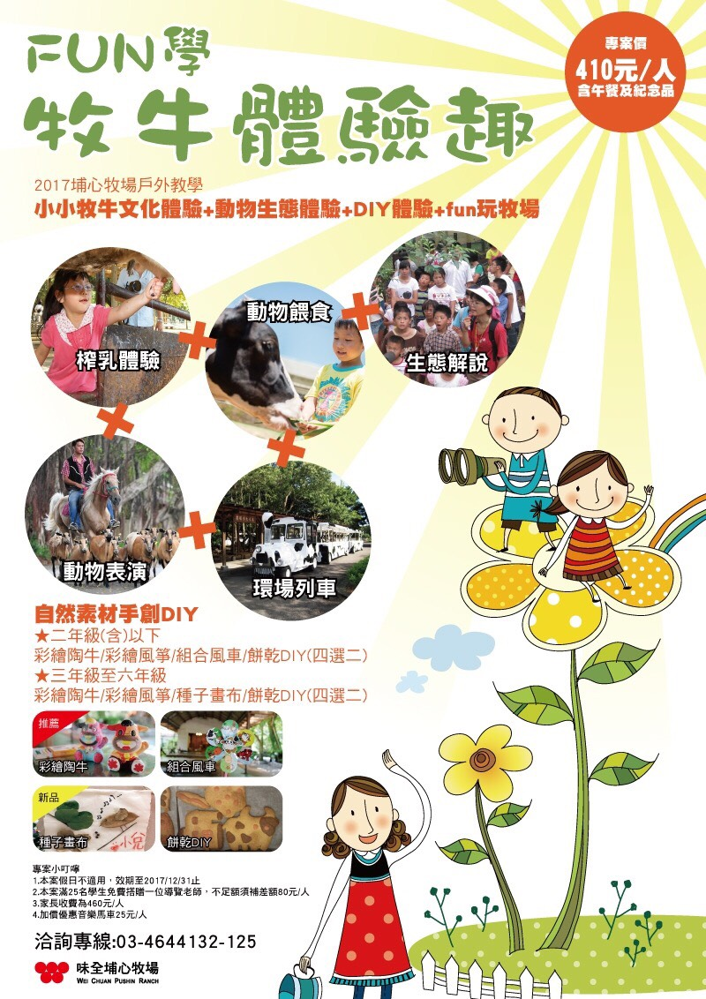 FUN學
牧牛體驗趣
專案價
410元/人
含午餐及紀念品
2017埔心牧場戶外教學
小小牧牛文化體驗+動物生態體驗+DIY體驗+fun玩牧場
榨乳體驗
動物餵食
生態解說
動物表演
環場列車
自然素材手創DIY
★二年級(含)以下
彩繪陶牛/彩繪風箏/組合風車/餅乾DIY(四選二)
★三年級至六年級
彩繪陶牛/彩繪風箏/種子畫布/餅乾DIY(四選二)
推薦
彩繪陶牛
組合風車
新品
種子畫布
餅乾DIY
專案小叮嚀
1.本案假日不適用，效期至2017/12/31止
2.本案滿25名學生免費搭贈一位導覽老師，不足額須補差額80元/人
3.家長收費為460元/人
4.加價優惠音樂馬車25元/人
洽詢專線:03-4644132-125
味全埔心牧場
WEI CHUAN PUSHIN RANCH